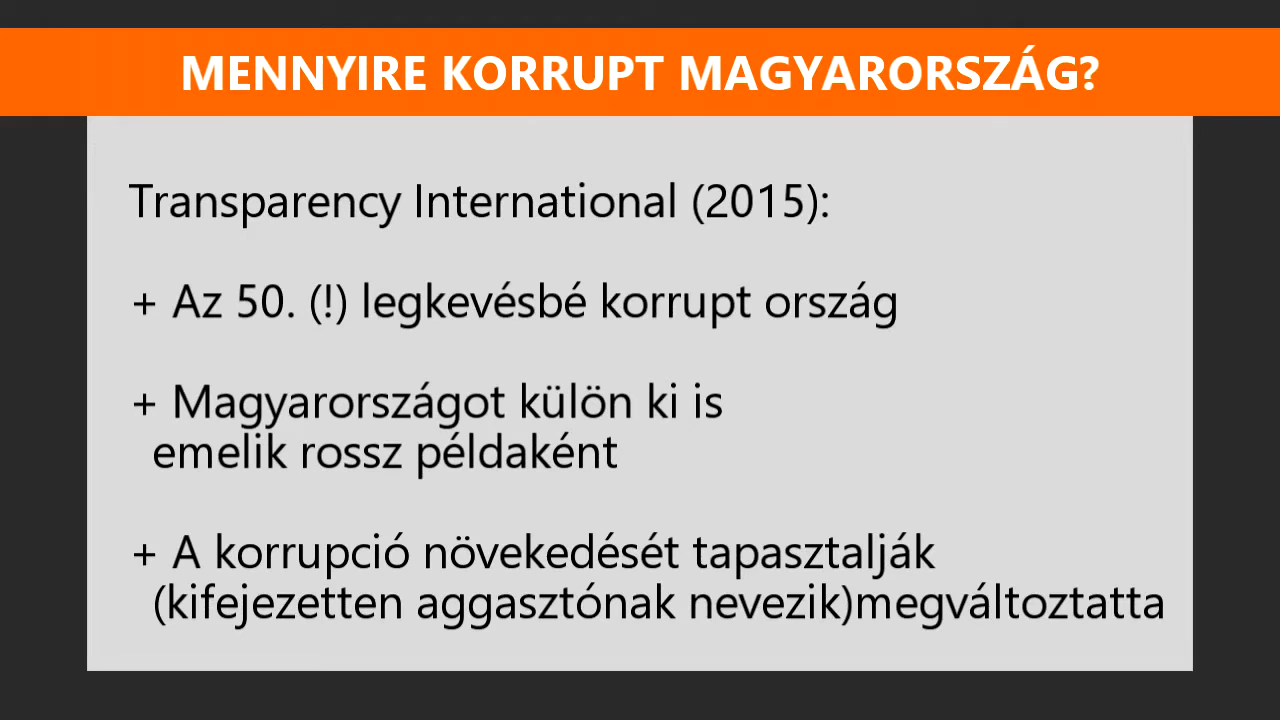 MENNYIRE KORRUPT MAGYARORSZÁG?
Transparency International (2015):
+ Az 50. (!) legkevésbé korrupt ország
+ Magyarországot külön ki is
emelik rossz példaként
+ A korrupció növekedését tapasztalják
(kifejezetten aggasztónak nevezik)megváltoztatta